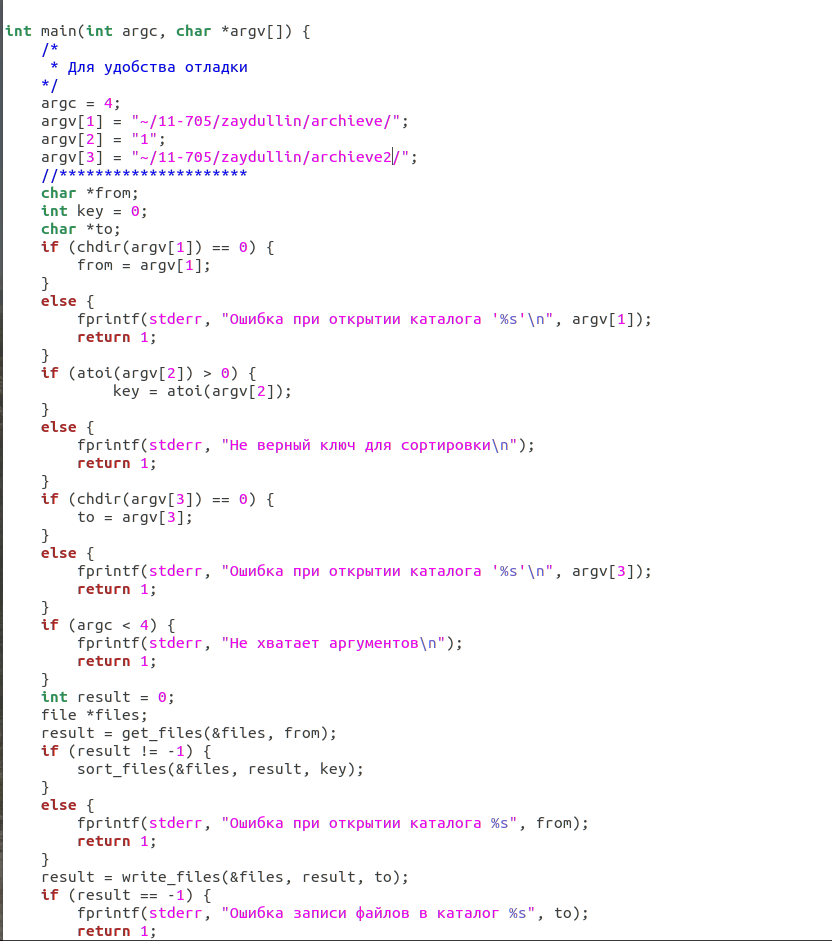 int main(int argc, char *argv[]) {
    /*
     * Для удобства отладки
    */
    argc = 4;
    argv[1] = "~/11-705/zaydullin/archieve/";
    argv[2] = "1";
    argv[3] = "~/11-705/zaydullin/archieve2/";
    //*********************
    char *from;
    int key = 0;
    char *to;
    if (chdir(argv[1]) == 0) {
        from = argv[1];
    }
    else {
        fprintf(stderr, "Ошибка при открытии каталога '%s'\n", argv[1]);
        return 1;
    }
    if (atoi(argv[2]) > 0) {
            key = atoi(argv[2]);
    }
    else {
        fprintf(stderr, "Не верный ключ для сортировки\n");
        return 1;
    }
    if (chdir(argv[3]) == 0) {
        to = argv[3];
    }
    else {
        fprintf(stderr, "Ошибка при открытии каталога '%s'\n", argv[3]);
        return 1;
    }
    if (argc < 4) {
        fprintf(stderr, "Не хватает аргументов\n");
        return 1;
    }
    int result = 0;
    file *files;
    result = get_files(&files, from);
    if (result != -1) {
        sort_files(&files, result, key);
    }
    else {
        fprintf(stderr, "Ошибка при открытии каталога %s", from);
        return 1;
    }
    result = write_files(&files, result, to);
    if (result == -1) {
        fprintf(stderr, "Ошибка записи файлов в каталог %s", to);
        return 1;